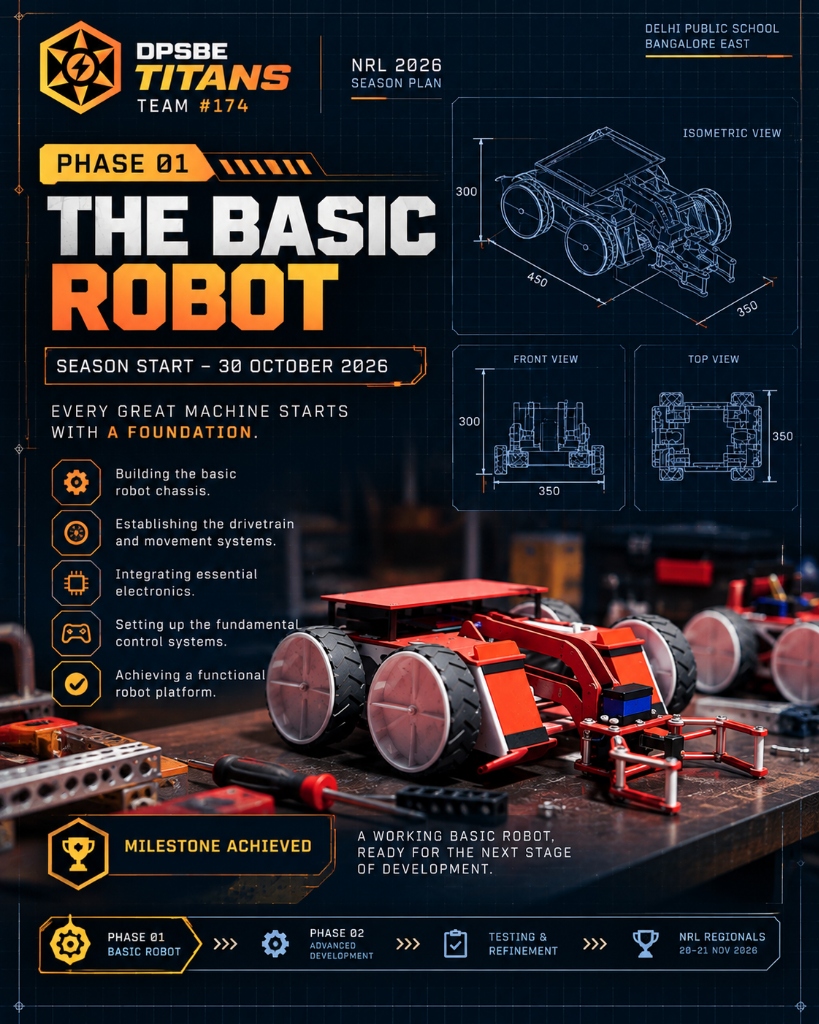 DPSBE
TITANS
TEAM #174
NRL 2026
SEASON PLAN
DELHI PUBLIC SCHOOL
BANGALORE EAST
PHASE 01
THE BASIC
ROBOT
SEASON START – 30 OCTOBER 2026
EVERY GREAT MACHINE STARTS
WITH A FOUNDATION.
Building the basic
robot chassis.
Establishing the drivetrain
and movement systems.
Integrating essential
electronics.
Setting up the fundamental
control systems.
Achieving a functional
robot platform.
ISOMETRIC VIEW
300
450
350
FRONT VIEW
300
350
TOP VIEW
350
MILESTONE ACHIEVED
A WORKING BASIC ROBOT,
READY FOR THE NEXT STAGE
OF DEVELOPMENT.
PHASE 01
BASIC ROBOT
PHASE 02
ADVANCED
DEVELOPMENT
TESTING &
REFINEMENT
NRL REGIONALS
20–21 NOV 2026